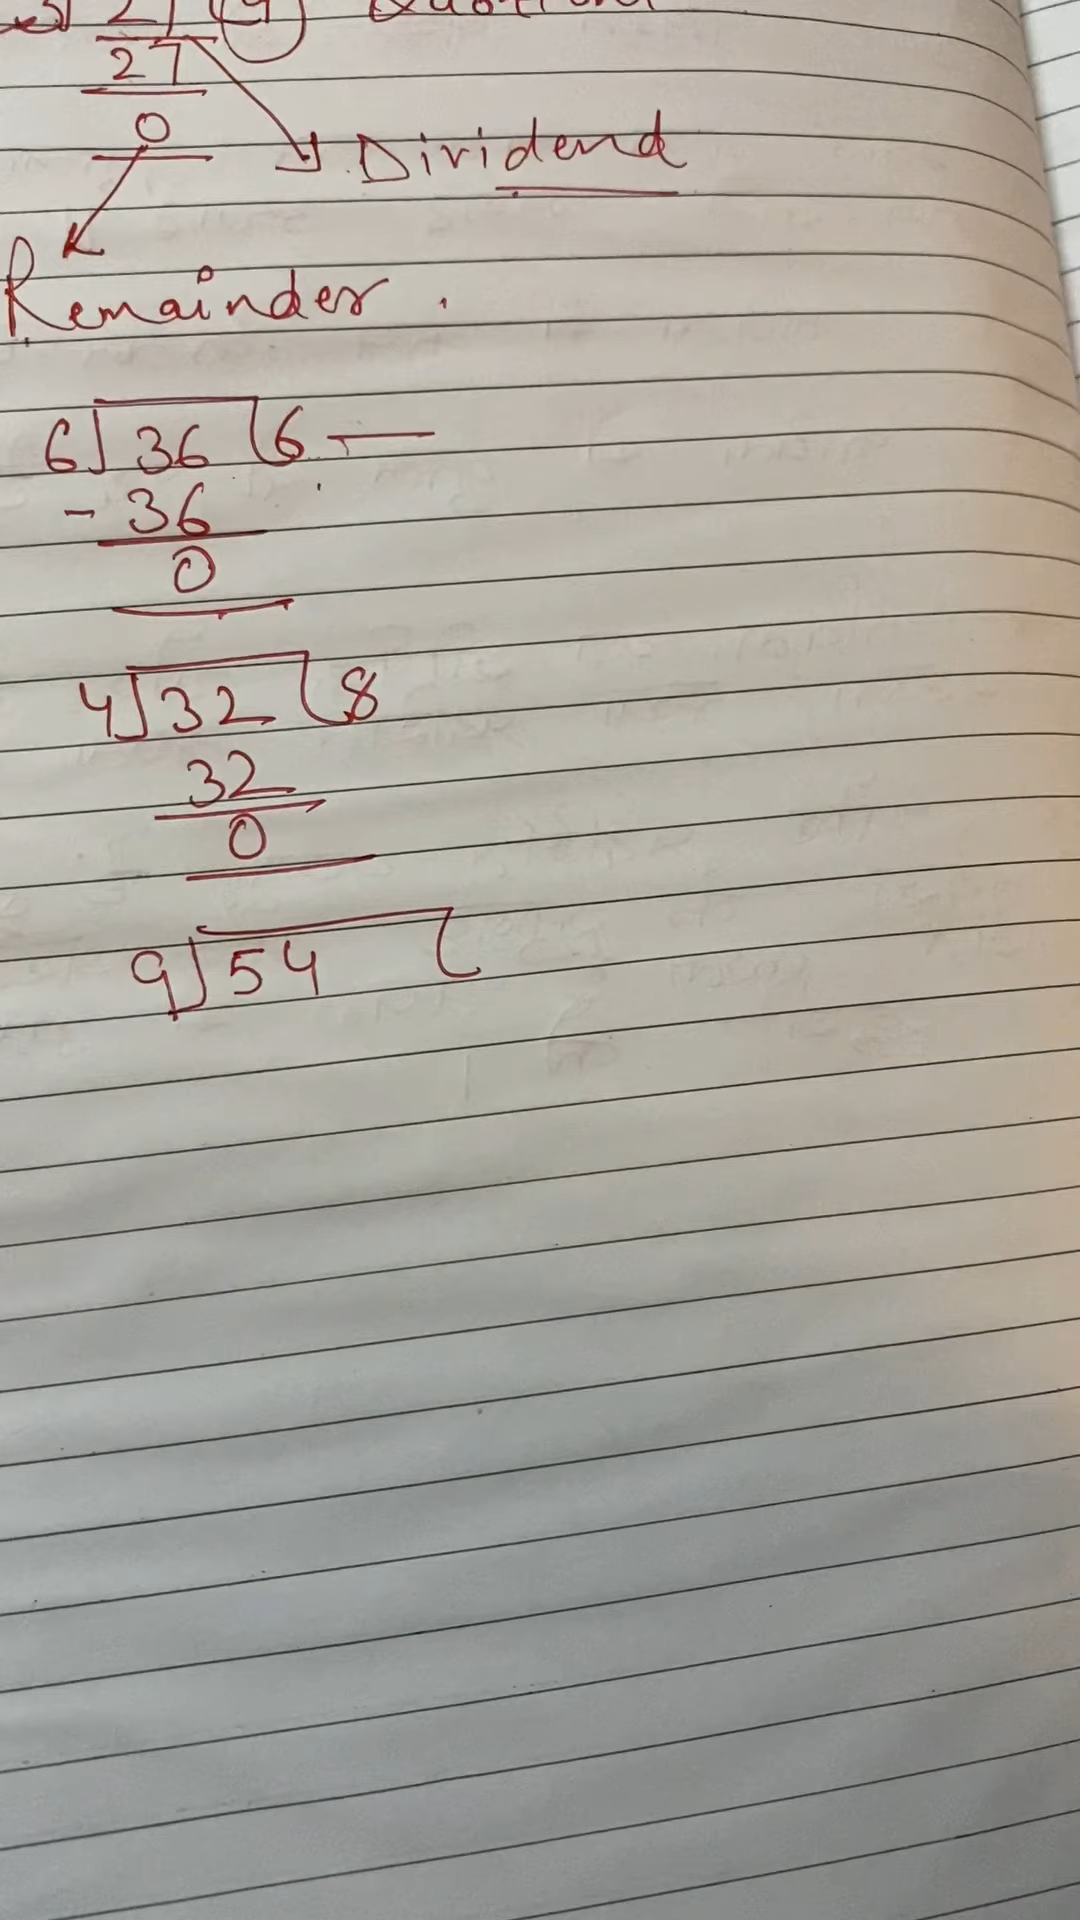 27
0
Dividend
Remainder .
6) 36 (6 —
- 36
0
4) 32 (8
32
0
9) 54 (